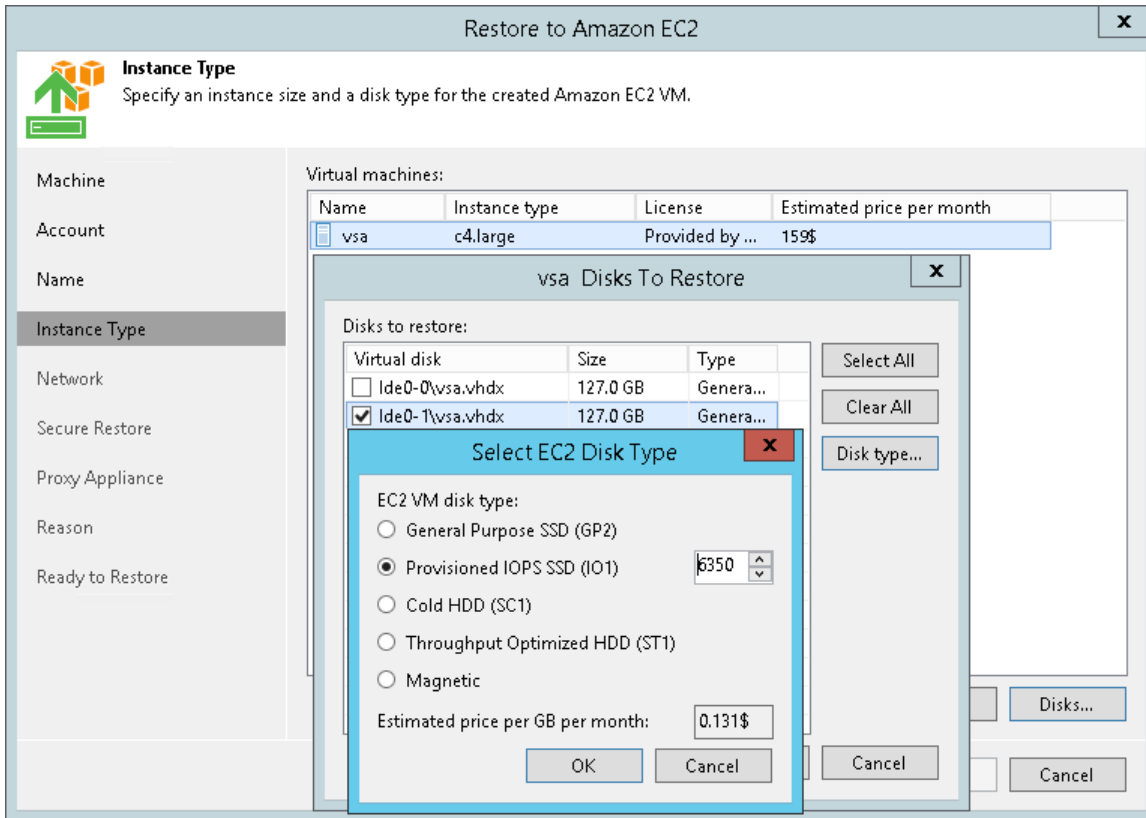 Restore to Amazon EC2
x
Instance Type
Specify an instance size and a disk type for the created Amazon EC2 VM.
Machine
Account
Name
Instance Type
Network
Secure Restore
Proxy Appliance
Reason
Ready to Restore
Virtual machines:
Name Instance type License Estimated price per month
vsa c4.large Provided by ... 159$
vsa Disks To Restore
x
Disks to restore:
Virtual disk Size Type
Ide0-0\vsa.vhdx 127.0 GB Genera...
Ide0-1\vsa.vhdx 127.0 GB Genera...
Select All
Clear All
Disk type...
Select EC2 Disk Type
x
EC2 VM disk type:
General Purpose SSD (GP2)
Provisioned IOPS SSD (IO1) 6350
Cold HDD (SC1)
Throughput Optimized HDD (ST1)
Magnetic
Estimated price per GB per month: 0.131$
OK Cancel
Cancel
Disks...
Cancel